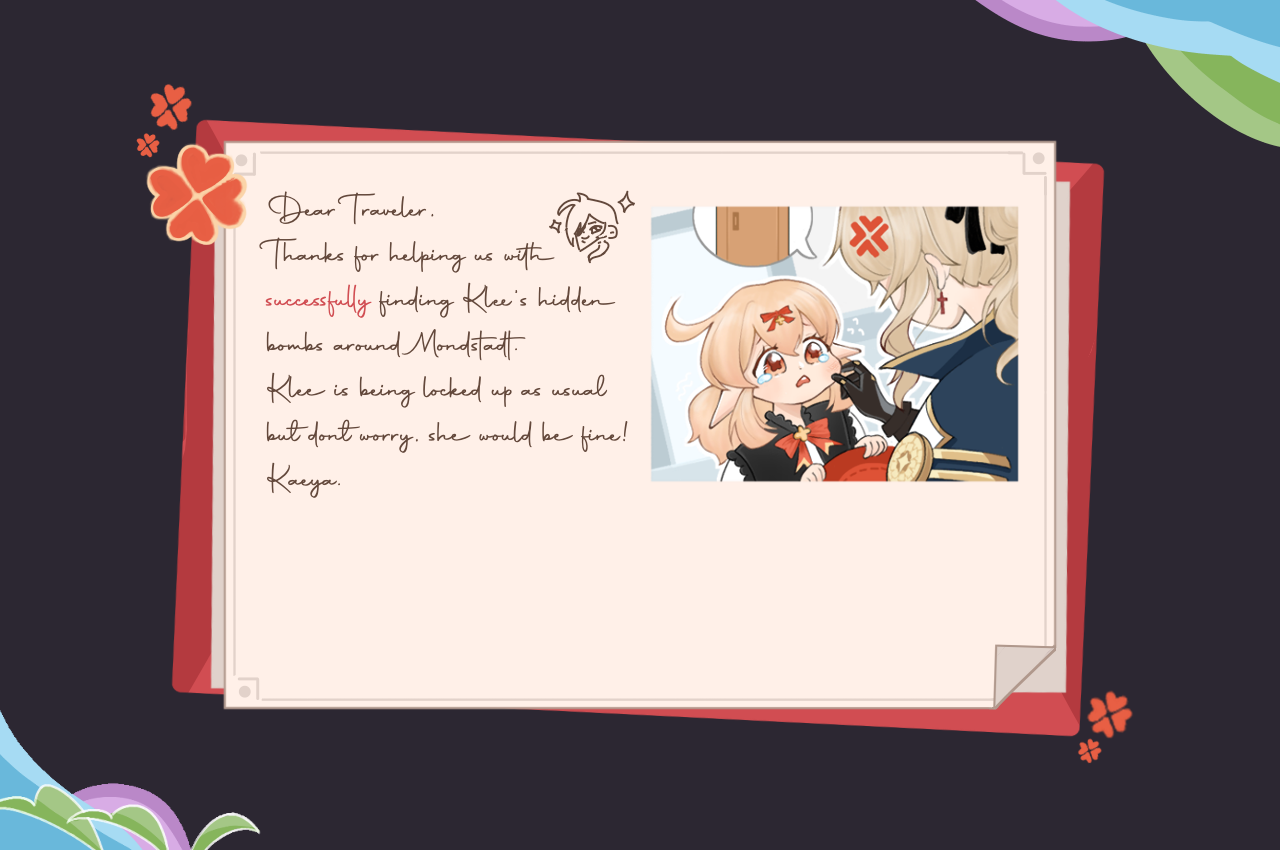 Dear Traveler,
Thanks for helping us with
successfully finding Klee's hidden
bombs around Mondstadt.
Klee is being locked up as usual
but dont worry, she would be fine!
Kaeya.